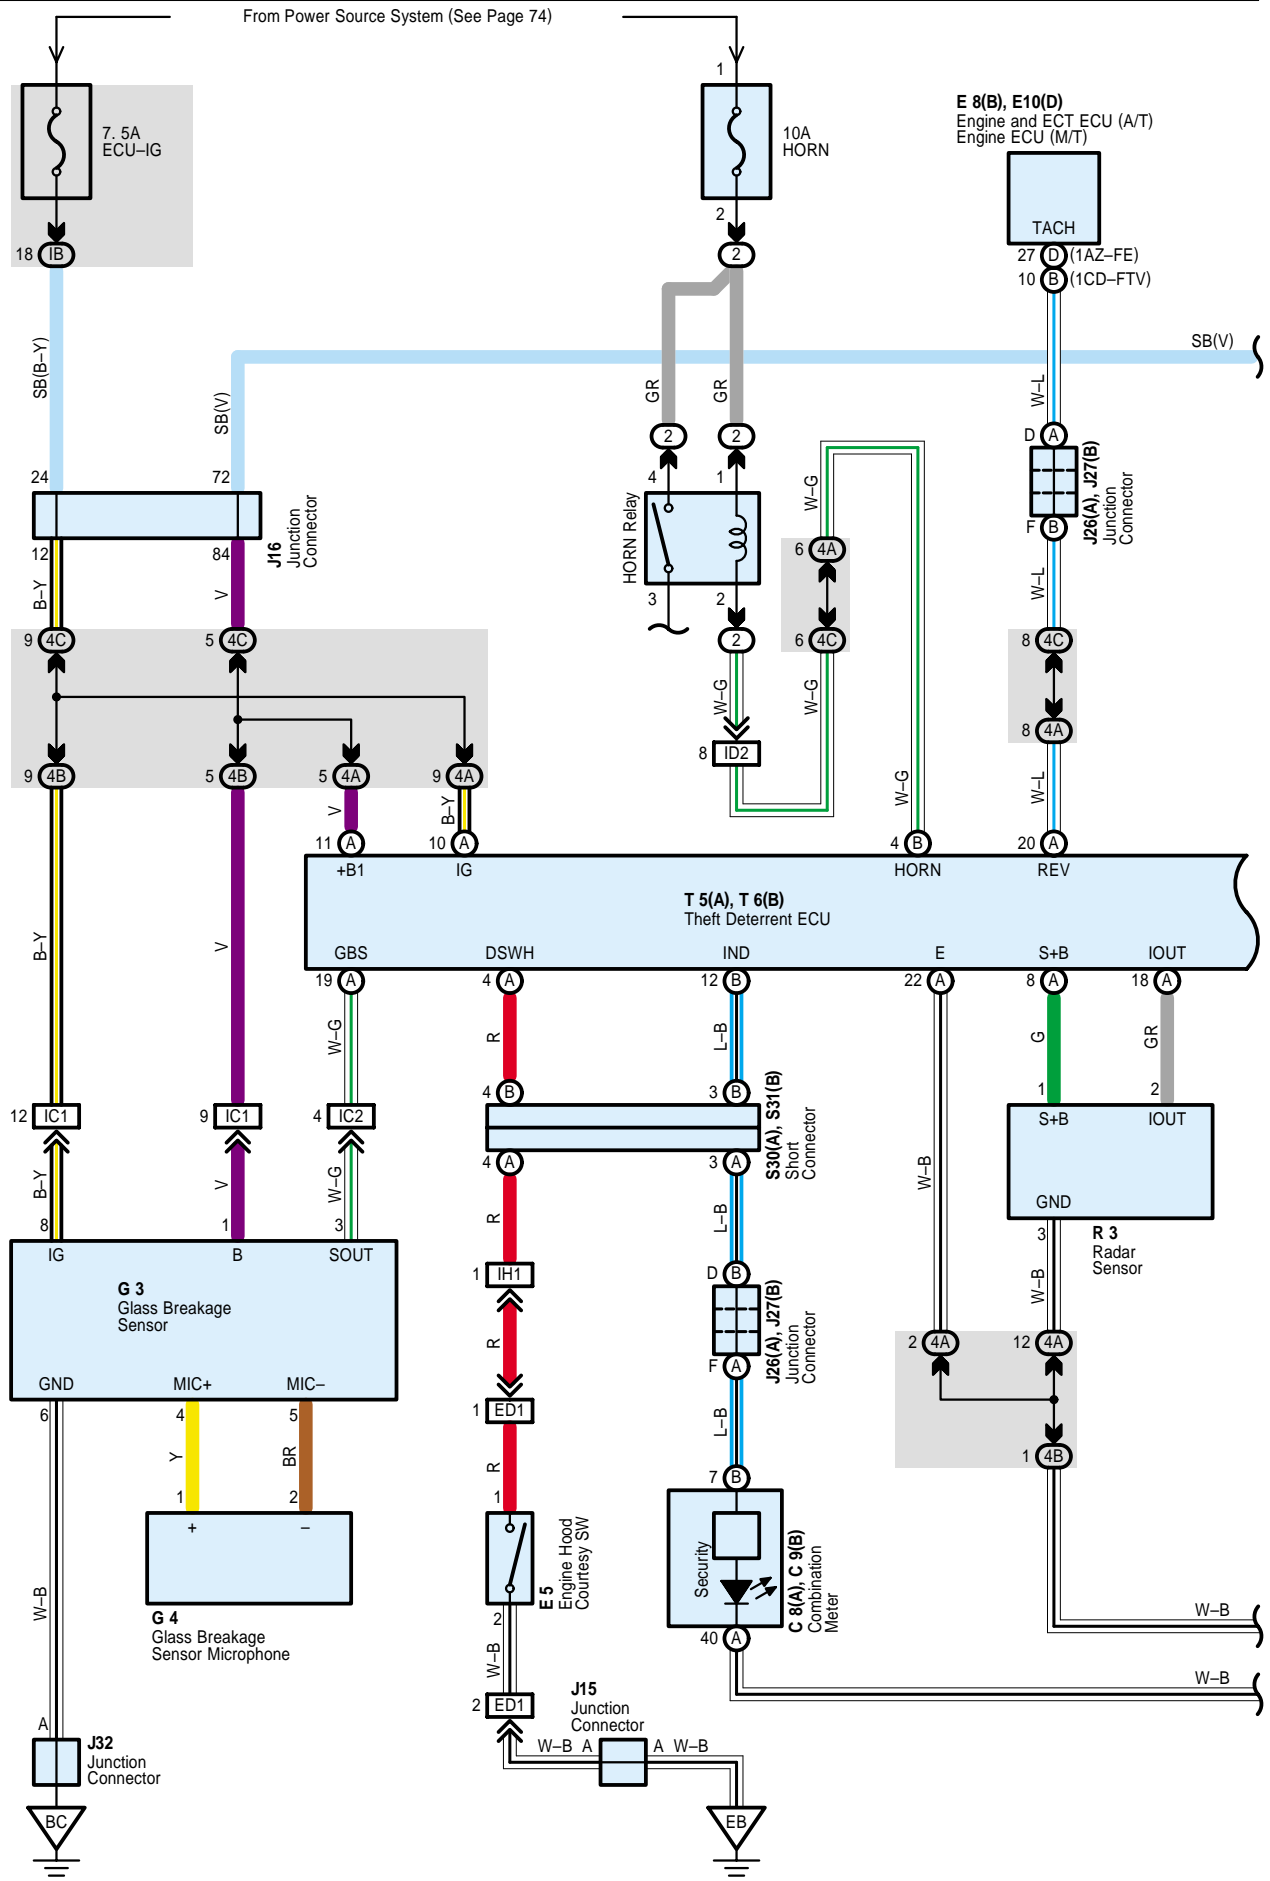 From Power Source System (See Page 74)
7. 5A
ECU–IG
18 IB
1
10A
HORN
2
2
E 8(B), E10(D)
Engine and ECT ECU (A/T)
Engine ECU (M/T)
TACH
27 D (1AZ–FE)
10 B (1CD–FTV)
SB(B–Y)
SB(V)
SB(V)
GR
GR
W–L
24
72
J16
Junction
Connector
12
84
2
2
4
1
HORN Relay
3
2
2
W–G
6 4A
6 4C
W–G
W–G
8 ID2
W–G
D A
J26(A), J27(B)
Junction
Connector
F B
W–L
8 4C
8 4A
W–L
B–Y
V
9 4C
5 4C
9 4B
5 4B
5 4A
9 4A
V
B–Y
11 A
10 A
4 B
20 A
+B1
IG
HORN
REV
T 5(A), T 6(B)
Theft Deterrent ECU
GBS
DSWH
IND
E
S+B
IOUT
19 A
4 A
12 B
22 A
8 A
18 A
B–Y
V
W–G
R
L–B
W–B
G
GR
12 IC1
9 IC1
4 IC2
4 B
3 B
S30(A), S31(B)
Short
Connector
4 A
3 A
1
2
S+B
IOUT
GND
R 3
Radar
Sensor
3
W–B
B–Y
V
W–G
8
1
3
IG
B
SOUT
G 3
Glass Breakage
Sensor
GND
MIC+
MIC–
6
4
5
Y
BR
1
2
+
–
G 4
Glass Breakage
Sensor Microphone
W–B
A
J32
Junction
Connector
BC
R
1 IH1
R
1 ED1
R
1
E 5
Engine Hood
Courtesy SW
2
W–B
2 ED1
W–B A
J15
Junction
Connector
A W–B
EB
L–B
D B
J26(A), J27(B)
Junction
Connector
F A
L–B
7 B
Security
C 8(A), C 9(B)
Combination
Meter
40 A
2 4A
12 4A
1 4B
W–B
W–B